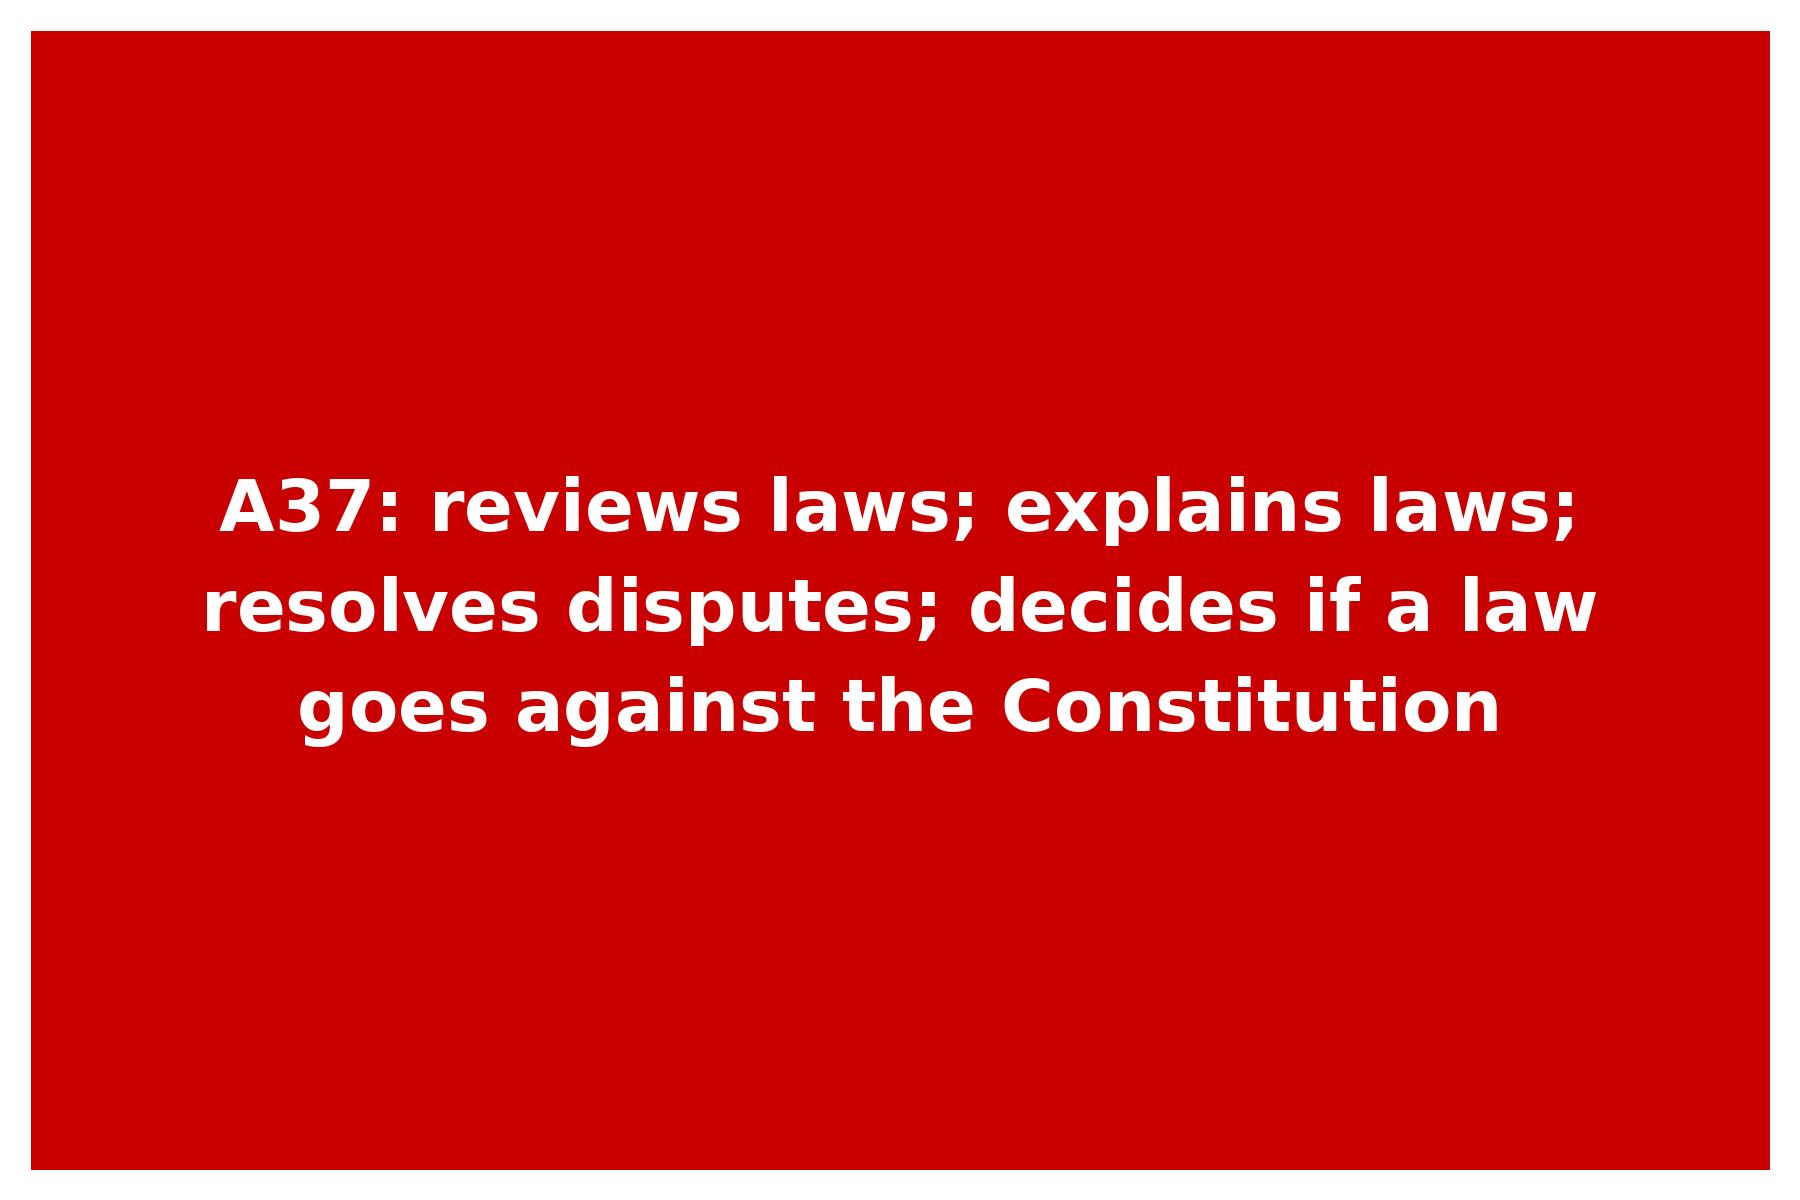 A37: reviews laws; explains laws;
resolves disputes; decides if a law
goes against the Constitution